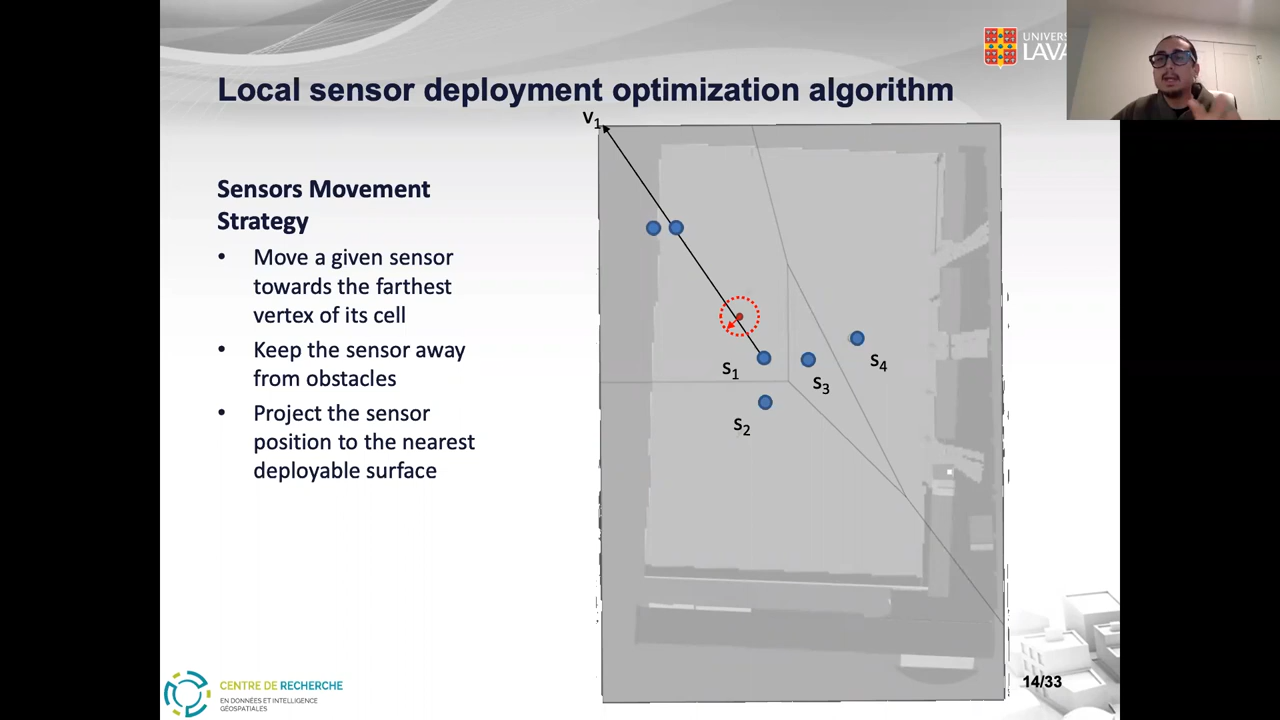 UNIVERS
LAVA
Local sensor deployment optimization algorithm
V1
Sensors Movement
Strategy
• Move a given sensor
towards the farthest
vertex of its cell
• Keep the sensor away
from obstacles
• Project the sensor
position to the nearest
deployable surface
S1
S2
S3
S4
CENTRE DE RECHERCHE
EN DONNÉES ET INTELLIGENCE
GÉOSPATIALES
14/33